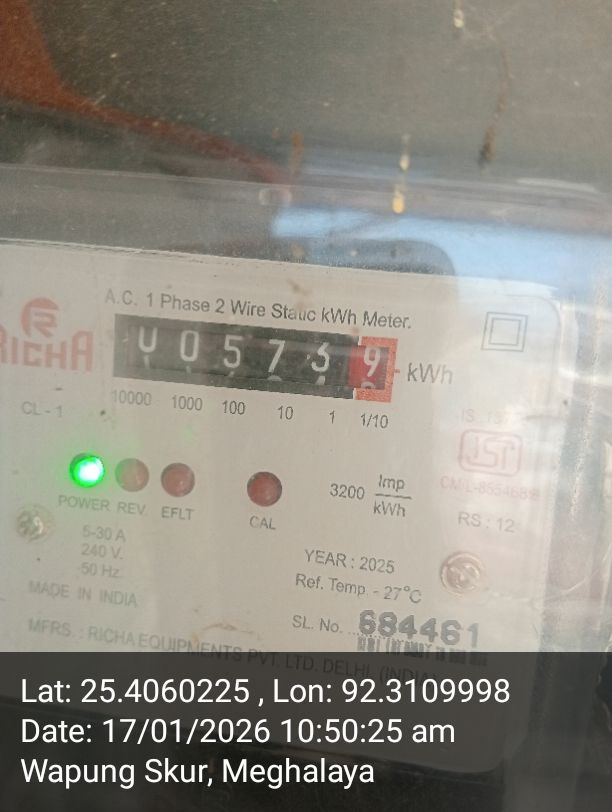 A.C. 1 Phase 2 Wire Static kWh Meter.
RICHA
0 0 5 7 3 9 kWh
10000 1000 100 10 1 1/10
CL - 1
3200 Imp/kWh
POWER REV. EFLT CAL
RS : 12
5-30 A
240 V.
50 Hz.
YEAR : 2025
Ref. Temp. - 27°C
MADE IN INDIA
SL. No. 684461
MFRS. : RICHA EQUIPMENTS PVT. LTD. DELHI (INDIA)
Lat: 25.4060225 , Lon: 92.3109998
Date: 17/01/2026 10:50:25 am
Wapung Skur, Meghalaya